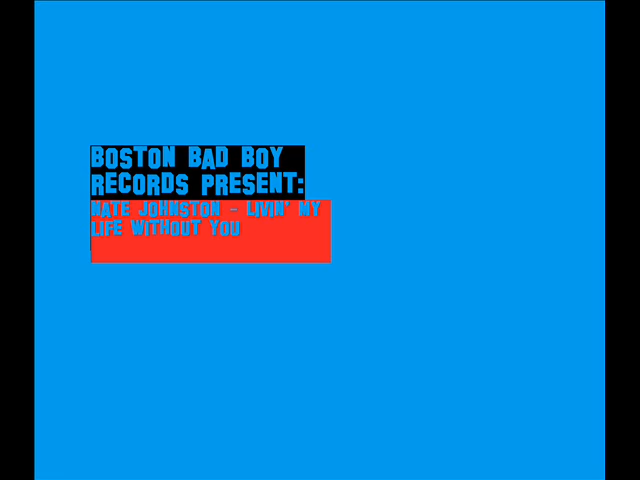 BOSTON BAD BOY
RECORDS PRESENT:
NATE JOHNSTON - LIVIN' MY
LIFE WITHOUT YOU